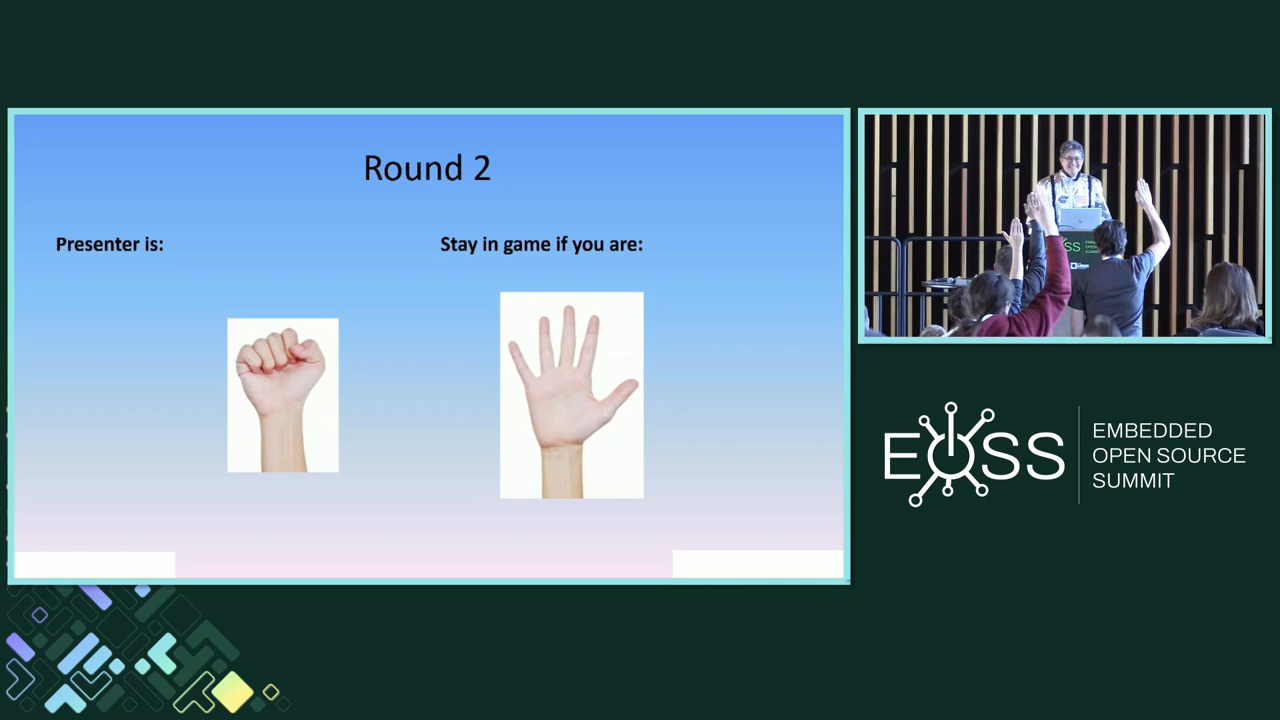 Round 2
Presenter is:
Stay in game if you are:
EOSS
EMBEDDED
OPEN SOURCE
SUMMIT